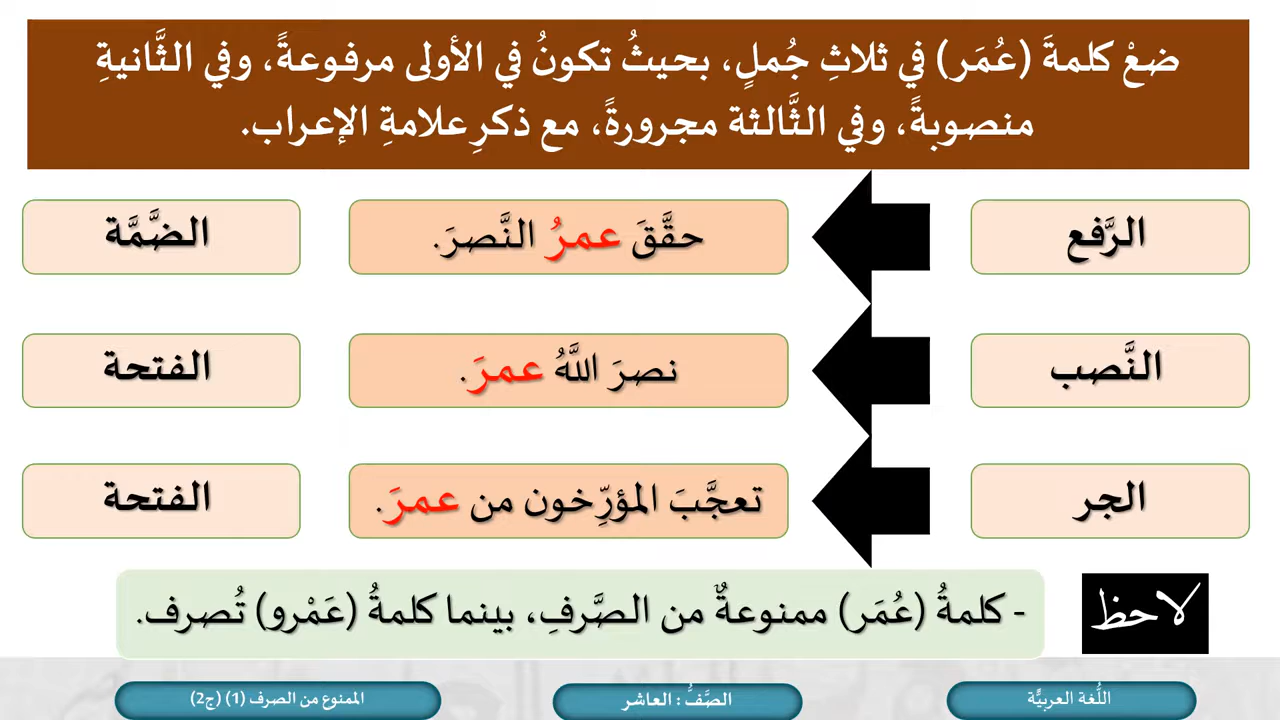 ضعْ كلمةَ (عُمَر) في ثلاثِ جُملٍ، بحيثُ تكونُ في الأولى مرفوعةً، وفي الثَّانيةِ
منصوبةً، وفي الثَّالثة مجرورةً، مع ذكرِ علامةِ الإعراب.
الرَّفع
حقَّقَ عمرُ النَّصرَ.
الضَّمَّة
النَّصب
نصرَ اللَّهُ عمرَ.
الفتحة
الجر
تعجَّبَ المؤرِّخون من عمرَ.
الفتحة
لاحظ
- كلمةُ (عُمَر) ممنوعةٌ من الصَّرفِ، بينما كلمةُ (عَمْرو) تُصرف.
اللُّغة العربيَّة
الصَّفُ : العاشر
الممنوع من الصرف (1) (ج2)